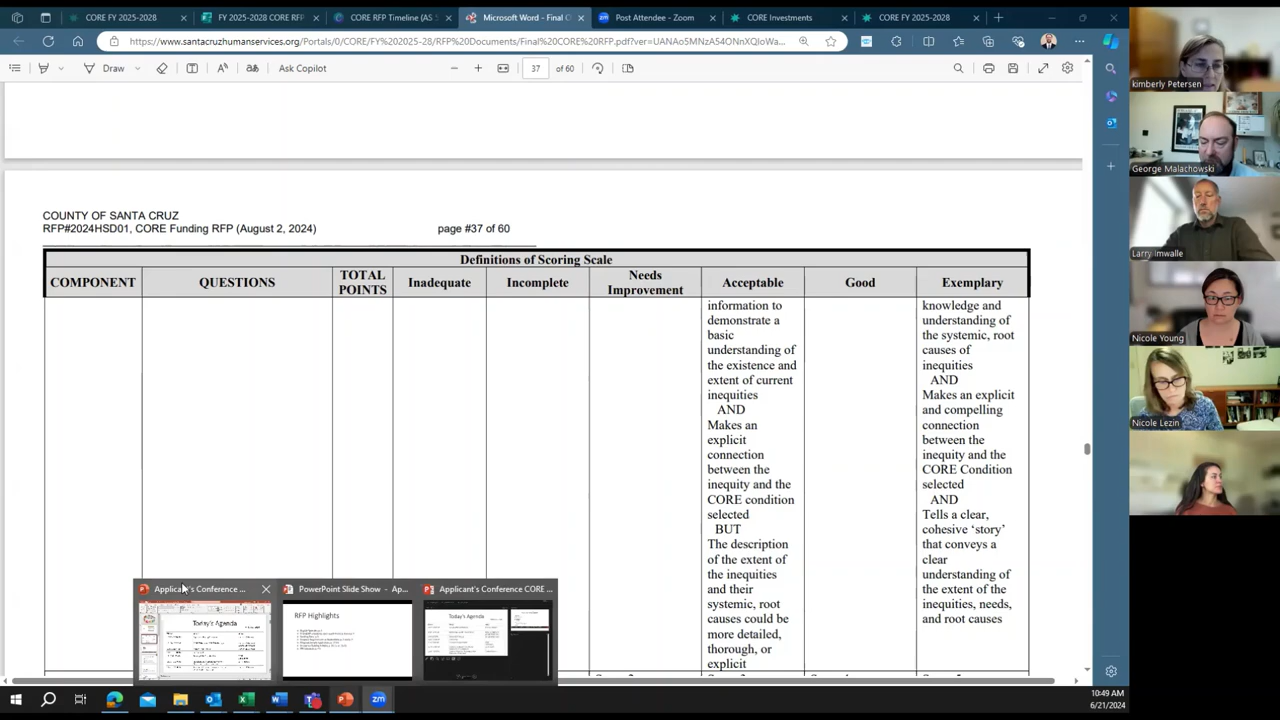 CORE FY 2025-2028
FY 2025-2028 CORE RFP
CORE RFP Timeline (AS
Microsoft Word - Final C
Post Attendee - Zoom
CORE Investments
CORE FY 2025-2028
https://www.santacruzhumanservices.org/Portals/0/CORE/FY%202025-28/RFP%20Documents/Final%20CORE%20RFP.pdf?ver=UANAo5MNzA54ONnXQIoWa...
Draw
Ask Copilot
37
of 60
COUNTY OF SANTA CRUZ
RFP#2024HSD01, CORE Funding RFP (August 2, 2024)
page #37 of 60
Definitions of Scoring Scale
COMPONENT
QUESTIONS
TOTAL
POINTS
Inadequate
Incomplete
Needs
Improvement
Acceptable
Good
Exemplary
information to
demonstrate a
basic
understanding of
the existence and
extent of current
inequities
AND
Makes an
explicit
connection
between the
inequity and the
CORE condition
selected
BUT
The description
of the extent of
the inequities
and their
systemic, root
causes could be
more detailed,
thorough, or
explicit
knowledge and
understanding of
the systemic, root
causes of
inequities
AND
Makes an explicit
and compelling
connection
between the
inequity and the
CORE Condition
selected
AND
Tells a clear,
cohesive ‘story’
that conveys a
clear
understanding of
the extent of the
inequities, needs,
and root causes
Applicant's Conference ...
PowerPoint Slide Show - Ap...
Applicant's Conference CORE ...
Today's Agenda
RFP Highlights
Today's Agenda
10:49 AM
6/21/2024
kimberly Petersen
George Malachowski
Larry Imwalle
Nicole Young
Nicole Lezin